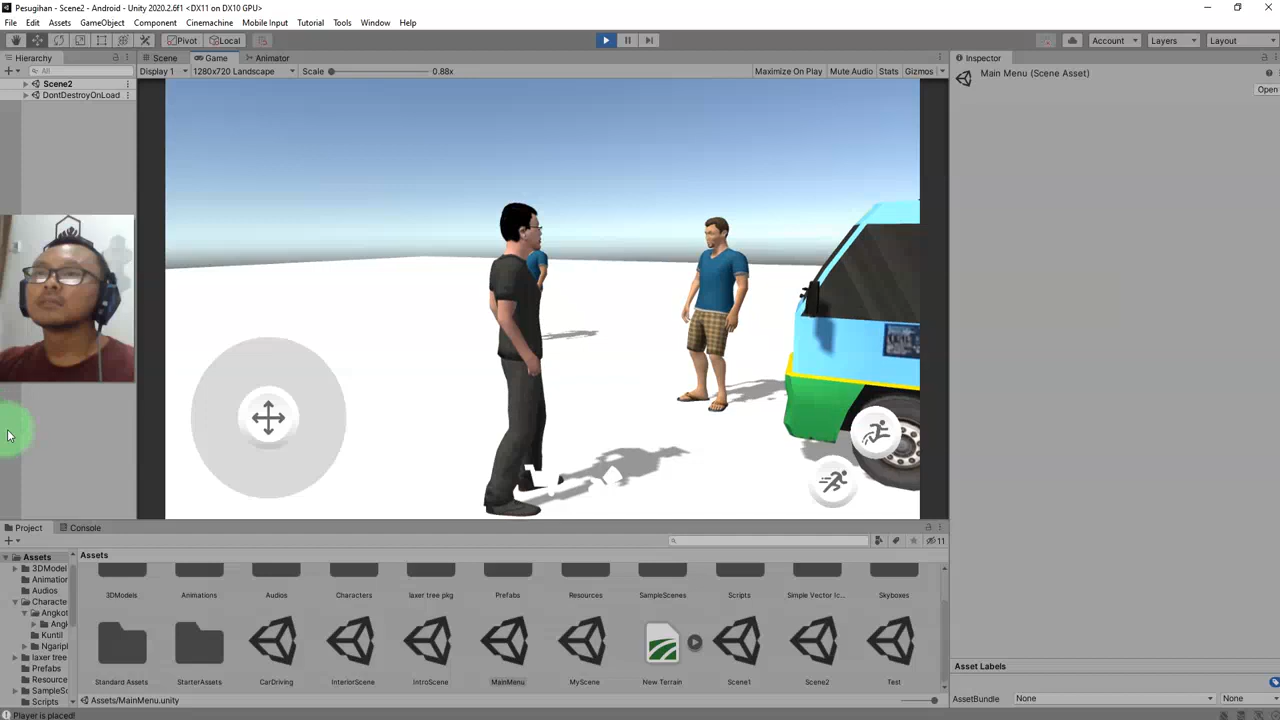 Pesugihan - Scene2 - Android - Unity 2020.2.6f1 <DX11 on DX10 GPU>
File Edit Assets GameObject Component Cinemachine Mobile Input Tutorial Tools Window Help
Pivot Local Account Layers Layout
Hierarchy Scene Game Animator Inspector
All Display 1 1280x720 Landscape Scale 0.88x Maximize On Play Mute Audio Stats Gizmos Main Menu (Scene Asset)
Scene2
Open
DontDestroyOnLoad
Project Console
11
Assets Assets
3DModel
Animation
Audios
Characte
Angkot
Angk
Kuntil
Ngaripl
laxer tree
Prefabs
Resource
SampleSc
Scripts
3DModels Animations Audios Characters laxer tree pkg Prefabs Resources SampleScenes Scripts Simple Vector Ic... Skyboxes
Standard Assets StarterAssets CarDriving InteriorScene IntroScene MainMenu MyScene New Terrain Scene1 Scene2 Test
Asset Labels
Assets/MainMenu.unity
AssetBundle None None
Player is placed!